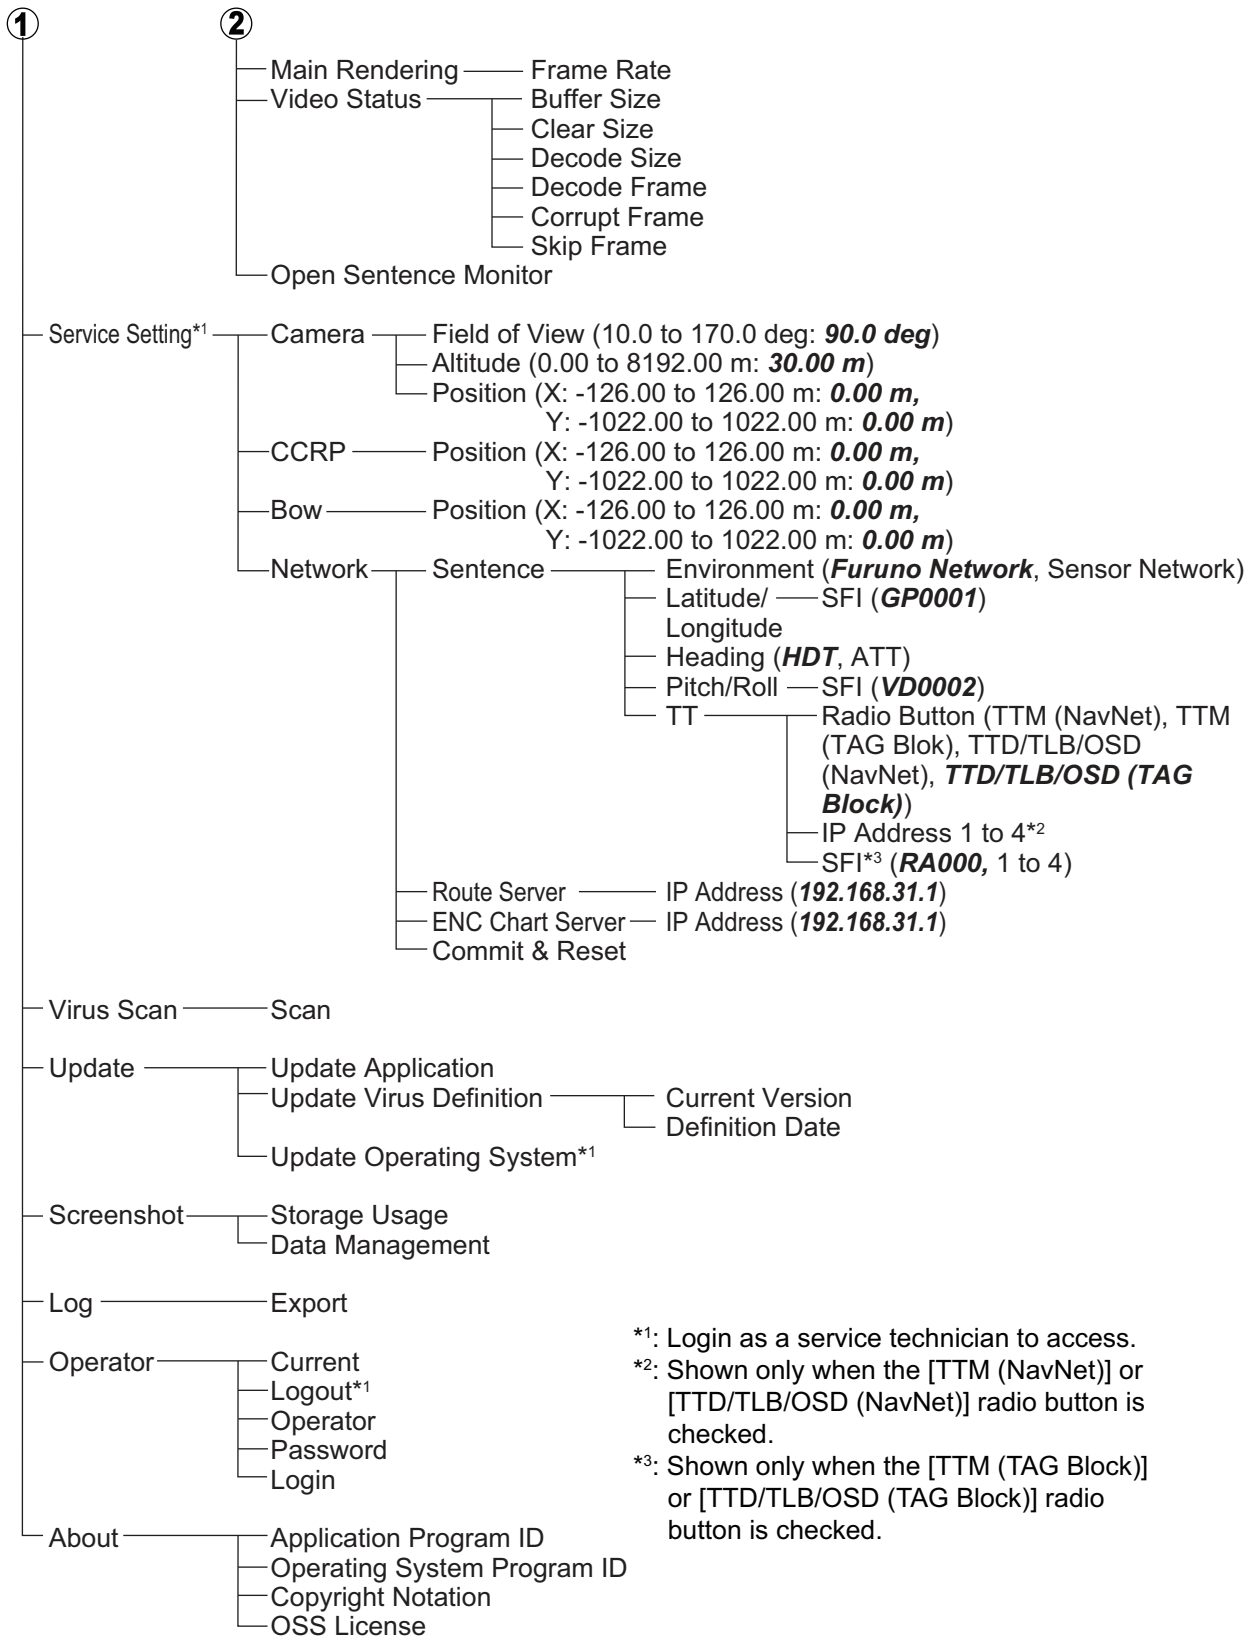 1 2
Main Rendering Frame Rate
Video Status Buffer Size
Clear Size
Decode Size
Decode Frame
Corrupt Frame
Skip Frame
Open Sentence Monitor
Service Setting*1 Camera Field of View (10.0 to 170.0 deg: 90.0 deg)
Altitude (0.00 to 8192.00 m: 30.00 m)
Position (X: -126.00 to 126.00 m: 0.00 m,
Y: -1022.00 to 1022.00 m: 0.00 m)
CCRP Position (X: -126.00 to 126.00 m: 0.00 m,
Y: -1022.00 to 1022.00 m: 0.00 m)
Bow Position (X: -126.00 to 126.00 m: 0.00 m,
Y: -1022.00 to 1022.00 m: 0.00 m)
Network Sentence Environment (Furuno Network, Sensor Network)
Latitude/ SFI (GP0001)
Longitude
Heading (HDT, ATT)
Pitch/Roll SFI (VD0002)
TT Radio Button (TTM (NavNet), TTM
(TAG Blok), TTD/TLB/OSD
(NavNet), TTD/TLB/OSD (TAG
Block))
IP Address 1 to 4*2
SFI*3 (RA000, 1 to 4)
Route Server IP Address (192.168.31.1)
ENC Chart Server IP Address (192.168.31.1)
Commit & Reset
Virus Scan Scan
Update Update Application
Update Virus Definition Current Version
Definition Date
Update Operating System*1
Screenshot Storage Usage
Data Management
Log Export
Operator Current
Logout*1
Operator
Password
Login
About Application Program ID
Operating System Program ID
Copyright Notation
OSS License
*1: Login as a service technician to access.
*2: Shown only when the [TTM (NavNet)] or
[TTD/TLB/OSD (NavNet)] radio button is
checked.
*3: Shown only when the [TTM (TAG Block)]
or [TTD/TLB/OSD (TAG Block)] radio
button is checked.